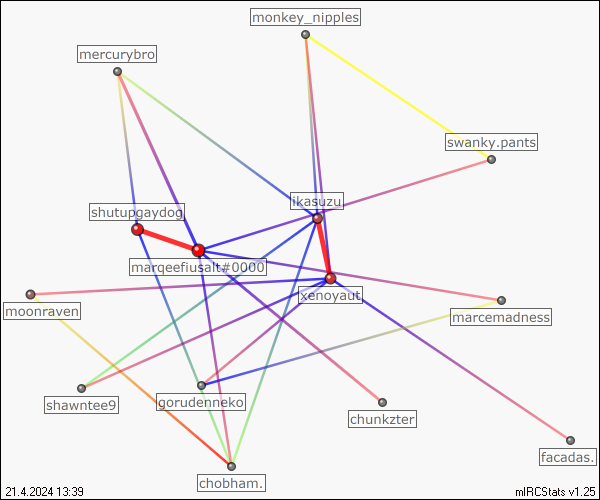 monkey_nipples
mercurybro
swanky.pants
ikasuzu
shutupgaydog
marqeefiusalt#0000
xenoyaut.
moonraven
marcemadness
shawntee9
gorudenneko
chunkzter
facadas.
chobham.
21.4.2024 13:39
mIRCStats v1.25